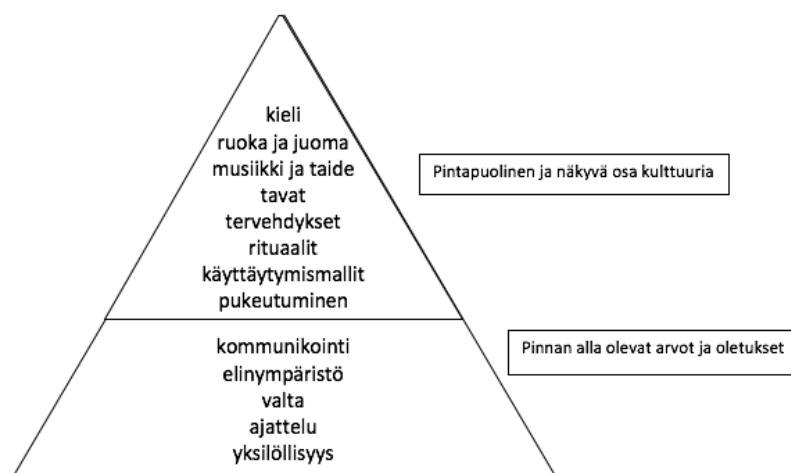 kieli
ruoka ja juoma
musiikki ja taide
tavat
tervehdykset
rituaalit
käyttäytymismallit
pukeutuminen
Pintapuolinen ja näkyvä osa kulttuuria
kommunikointi
elinympäristö
valta
ajattelu
yksilöllisyys
Pinnan alla olevat arvot ja oletukset